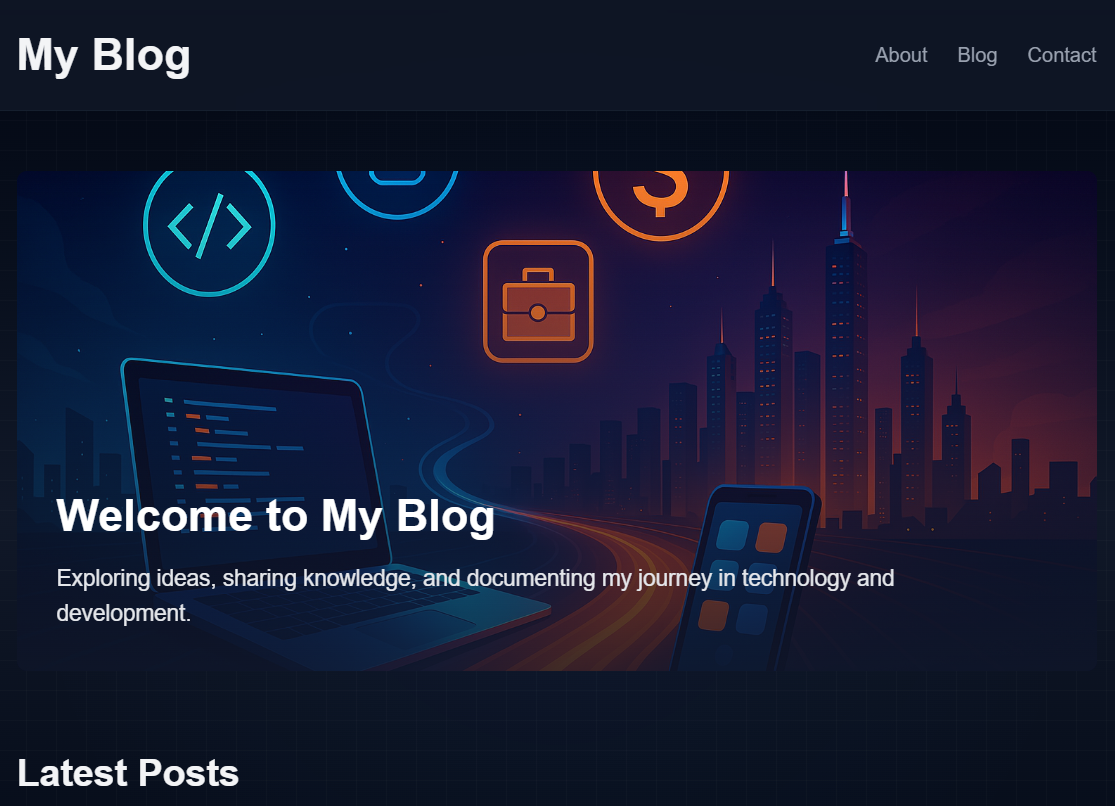 My Blog
About Blog Contact
</>
$
Welcome to My Blog
Exploring ideas, sharing knowledge, and documenting my journey in technology and
development.
Latest Posts